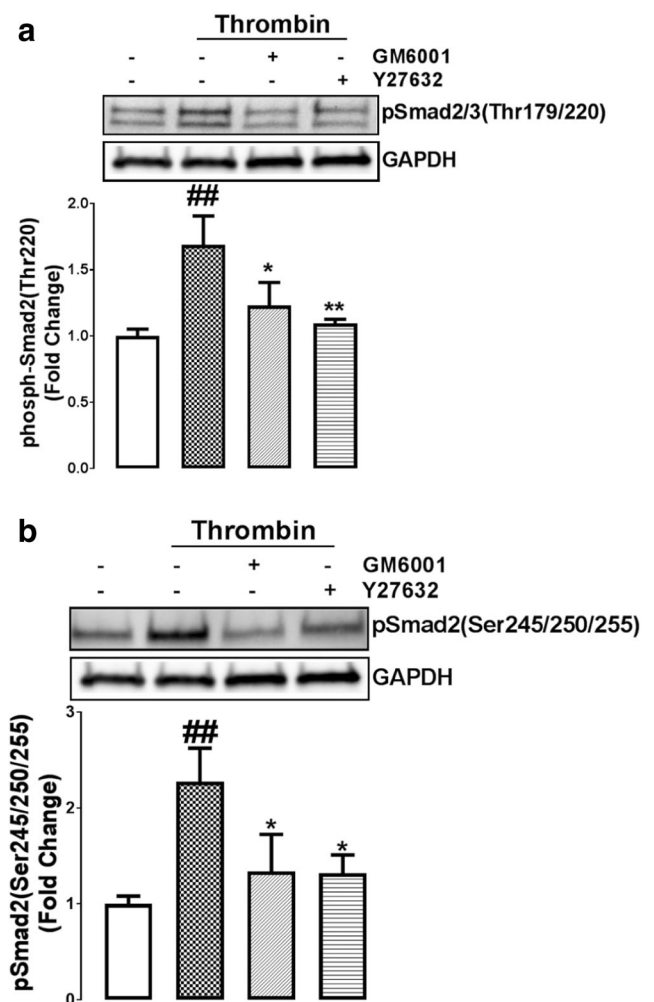 a
Thrombin
- - + - GM6001
- - - + Y27632
pSmad2/3(Thr179/220)
GAPDH
##
*
**
2.0
1.5
1.0
0.5
0.0
phosph-Smad2(Thr220)
(Fold Change)
b
Thrombin
- - + - GM6001
- - - + Y27632
pSmad2(Ser245/250/255)
GAPDH
##
*
*
3
2
1
0
pSmad2(Ser245/250/255)
(Fold Change)